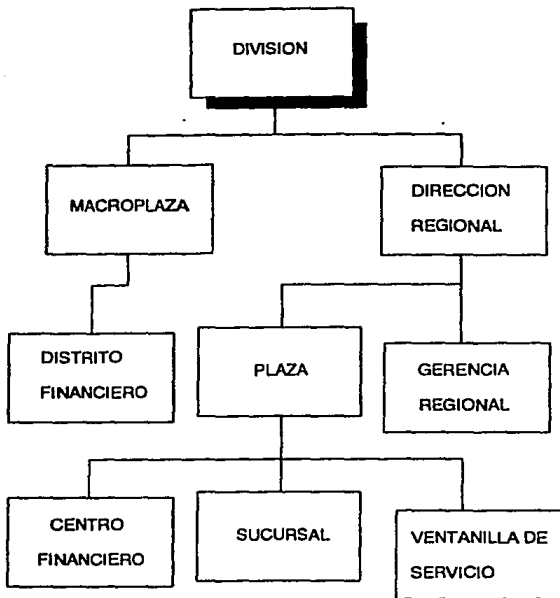 DIVISION
MACROPLAZA
DIRECCION
REGIONAL
DISTRITO
FINANCIERO
PLAZA
GERENCIA
REGIONAL
CENTRO
FINANCIERO
SUCURSAL
VENTANILLA DE
SERVICIO